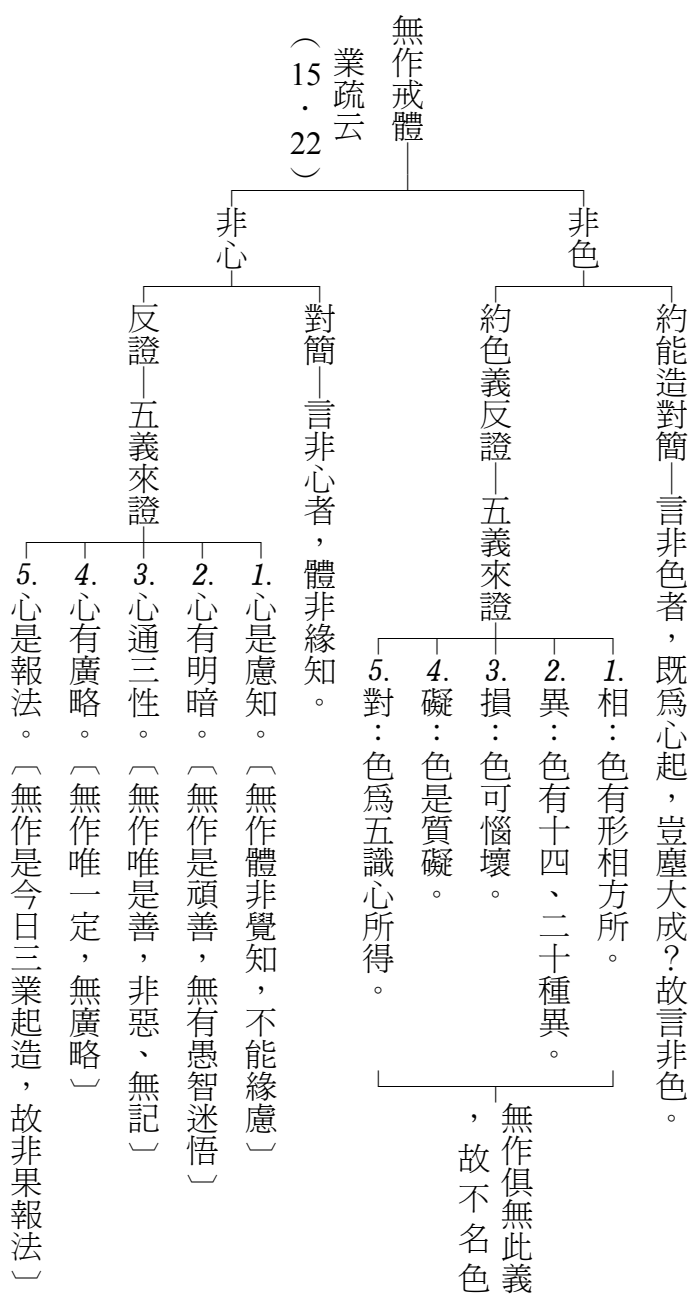 無作戒體
業疏云
（15．22）
非色
約能造對簡—言非色者，既爲心起，豈塵大成？故言非色。
約色義反證—五義來證
1. 相：色有形相方所。
2. 異：色有十四、二十種異。
3. 損：色可惱壞。
4. 礙：色是質礙。
5. 對：色爲五識心所得。
無作俱無此義
，故不名色
非心
對簡—言非心者，體非緣知。
反證—五義來證
1. 心是慮知。〔無作體非覺知，不能緣慮〕
2. 心有明暗。〔無作是頑善，無有愚智迷悟〕
3. 心通三性。〔無作唯是善，非惡、無記〕
4. 心有廣略。〔無作唯一定，無廣略〕
5. 心是報法。〔無作是今日三業起造，故非果報法〕